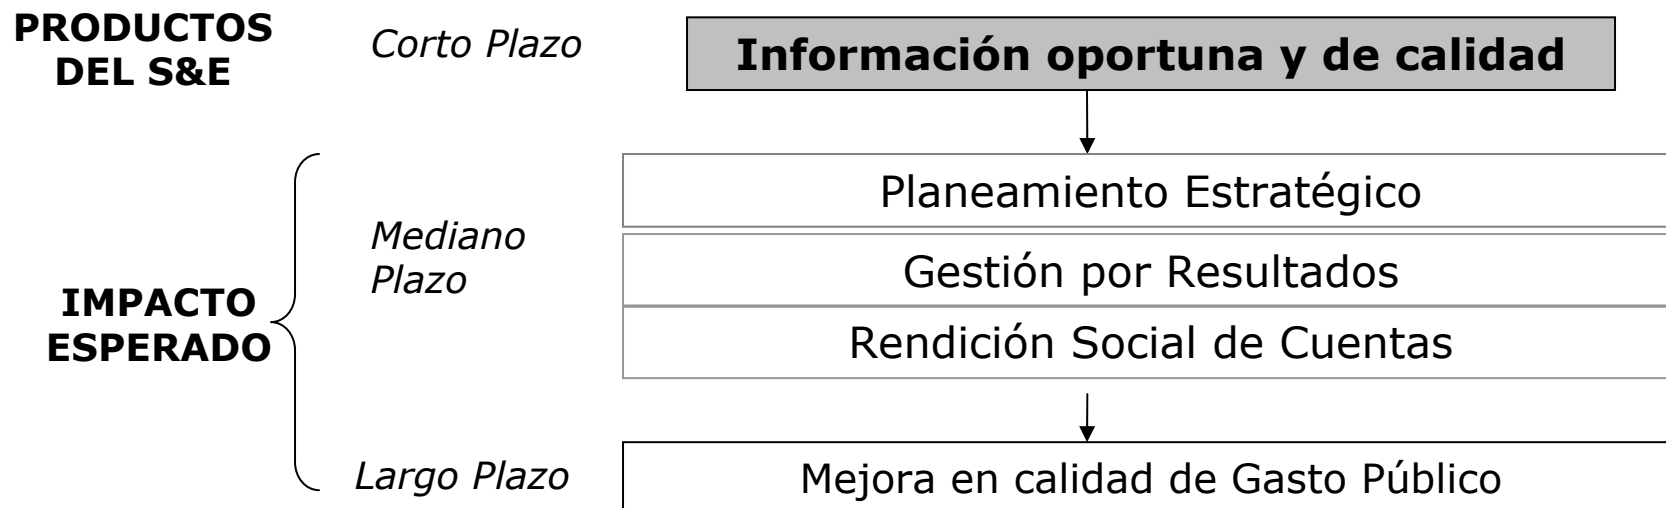 PRODUCTOS
DEL S&E
Corto Plazo
Información oportuna y de calidad
Planeamiento Estratégico
Mediano
Plazo
Gestión por Resultados
IMPACTO
ESPERADO
Rendición Social de Cuentas
Largo Plazo
Mejora en calidad de Gasto Público